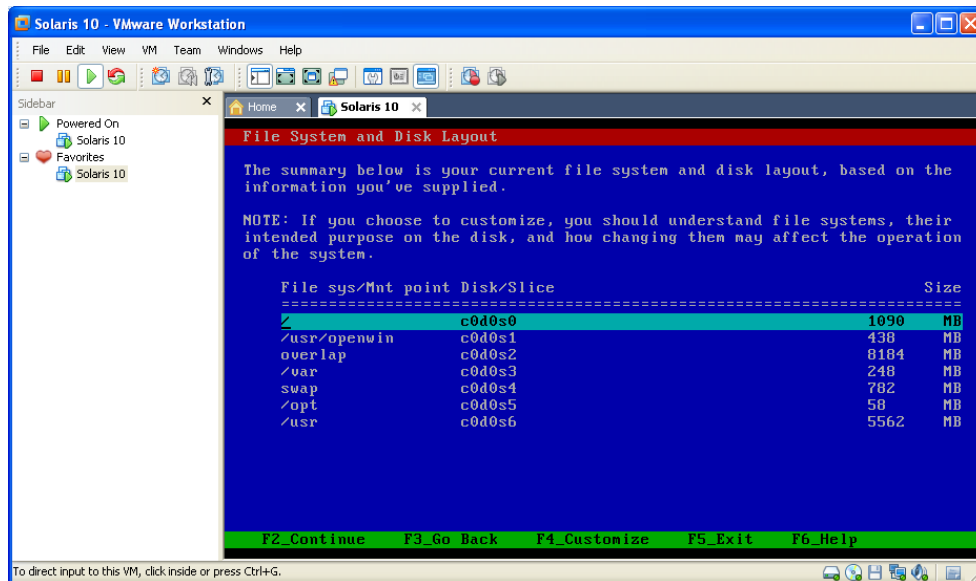 Solaris 10 - VMware Workstation
File Edit View VM Team Windows Help
Sidebar
Powered On
Solaris 10
Favorites
Solaris 10
Home
Solaris 10
File System and Disk Layout
The summary below is your current file system and disk layout, based on the
information you've supplied.
NOTE: If you choose to customize, you should understand file systems, their
intended purpose on the disk, and how changing them may affect the operation
of the system.
File sys/Mnt point Disk/Slice Size
================================================================================
/ c0d0s0 1090 MB
/usr/openwin c0d0s1 438 MB
overlap c0d0s2 8184 MB
/var c0d0s3 248 MB
swap c0d0s4 782 MB
/opt c0d0s5 58 MB
/usr c0d0s6 5562 MB
F2_Continue F3_Go Back F4_Customize F5_Exit F6_Help
To direct input to this VM, click inside or press Ctrl+G.